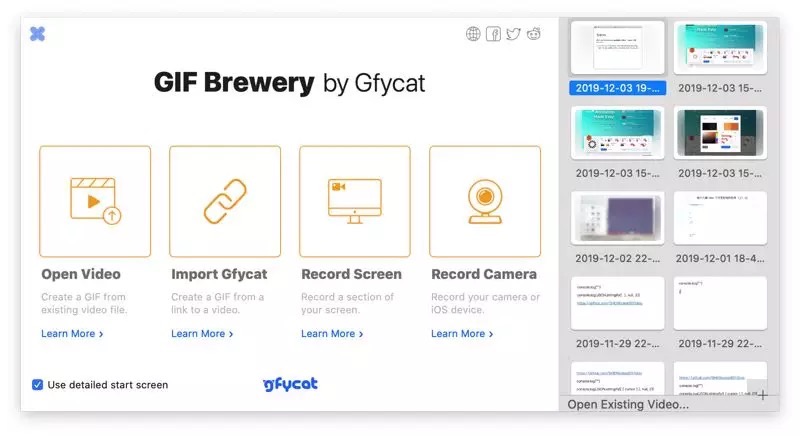 GIF Brewery by Gfycat
Open Video
Create a GIF from
existing video file.
Learn More ›
Import Gfycat
Create a GIF from a
link to a video.
Learn More ›
Record Screen
Record a section of
your screen.
Learn More ›
Record Camera
Record your camera or
iOS device.
Learn More ›
Use detailed start screen
gfycat
2019-12-03 19-...
2019-12-03 15-...
2019-12-03 15-...
2019-12-03 15-...
2019-12-02 22-...
2019-12-01 18-4...
2019-11-29 22-...
2019-11-29 22-...
Open Existing Video...